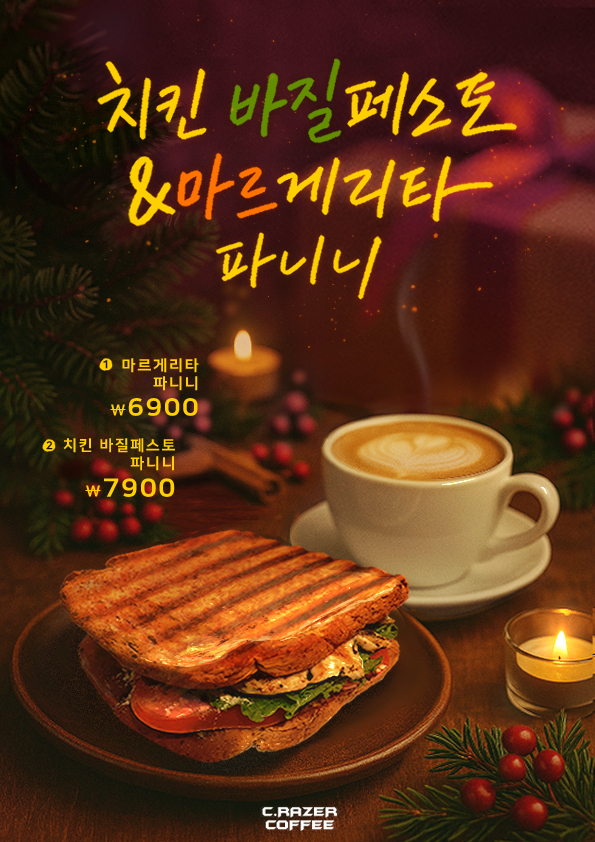 치킨 바질페스토
&마르게리타
파니니
❶ 마르게리타
파니니
₩6900
❷ 치킨 바질페스토
파니니
₩7900
C.RAZER
COFFEE